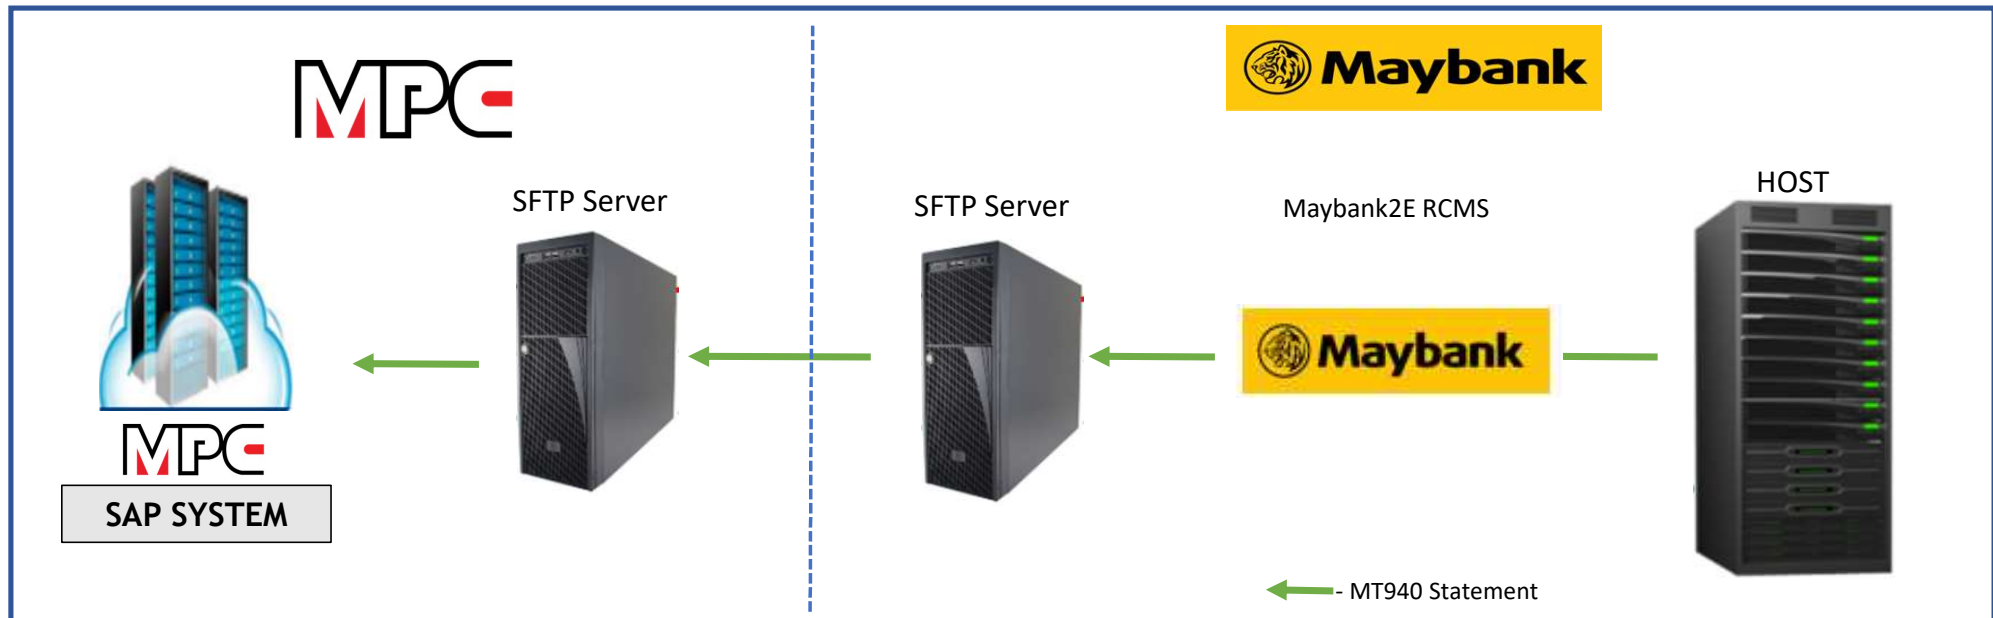 MPC
Maybank
SFTP Server
SFTP Server
Maybank2E RCMS
HOST
Maybank
MPC
SAP SYSTEM
- MT940 Statement